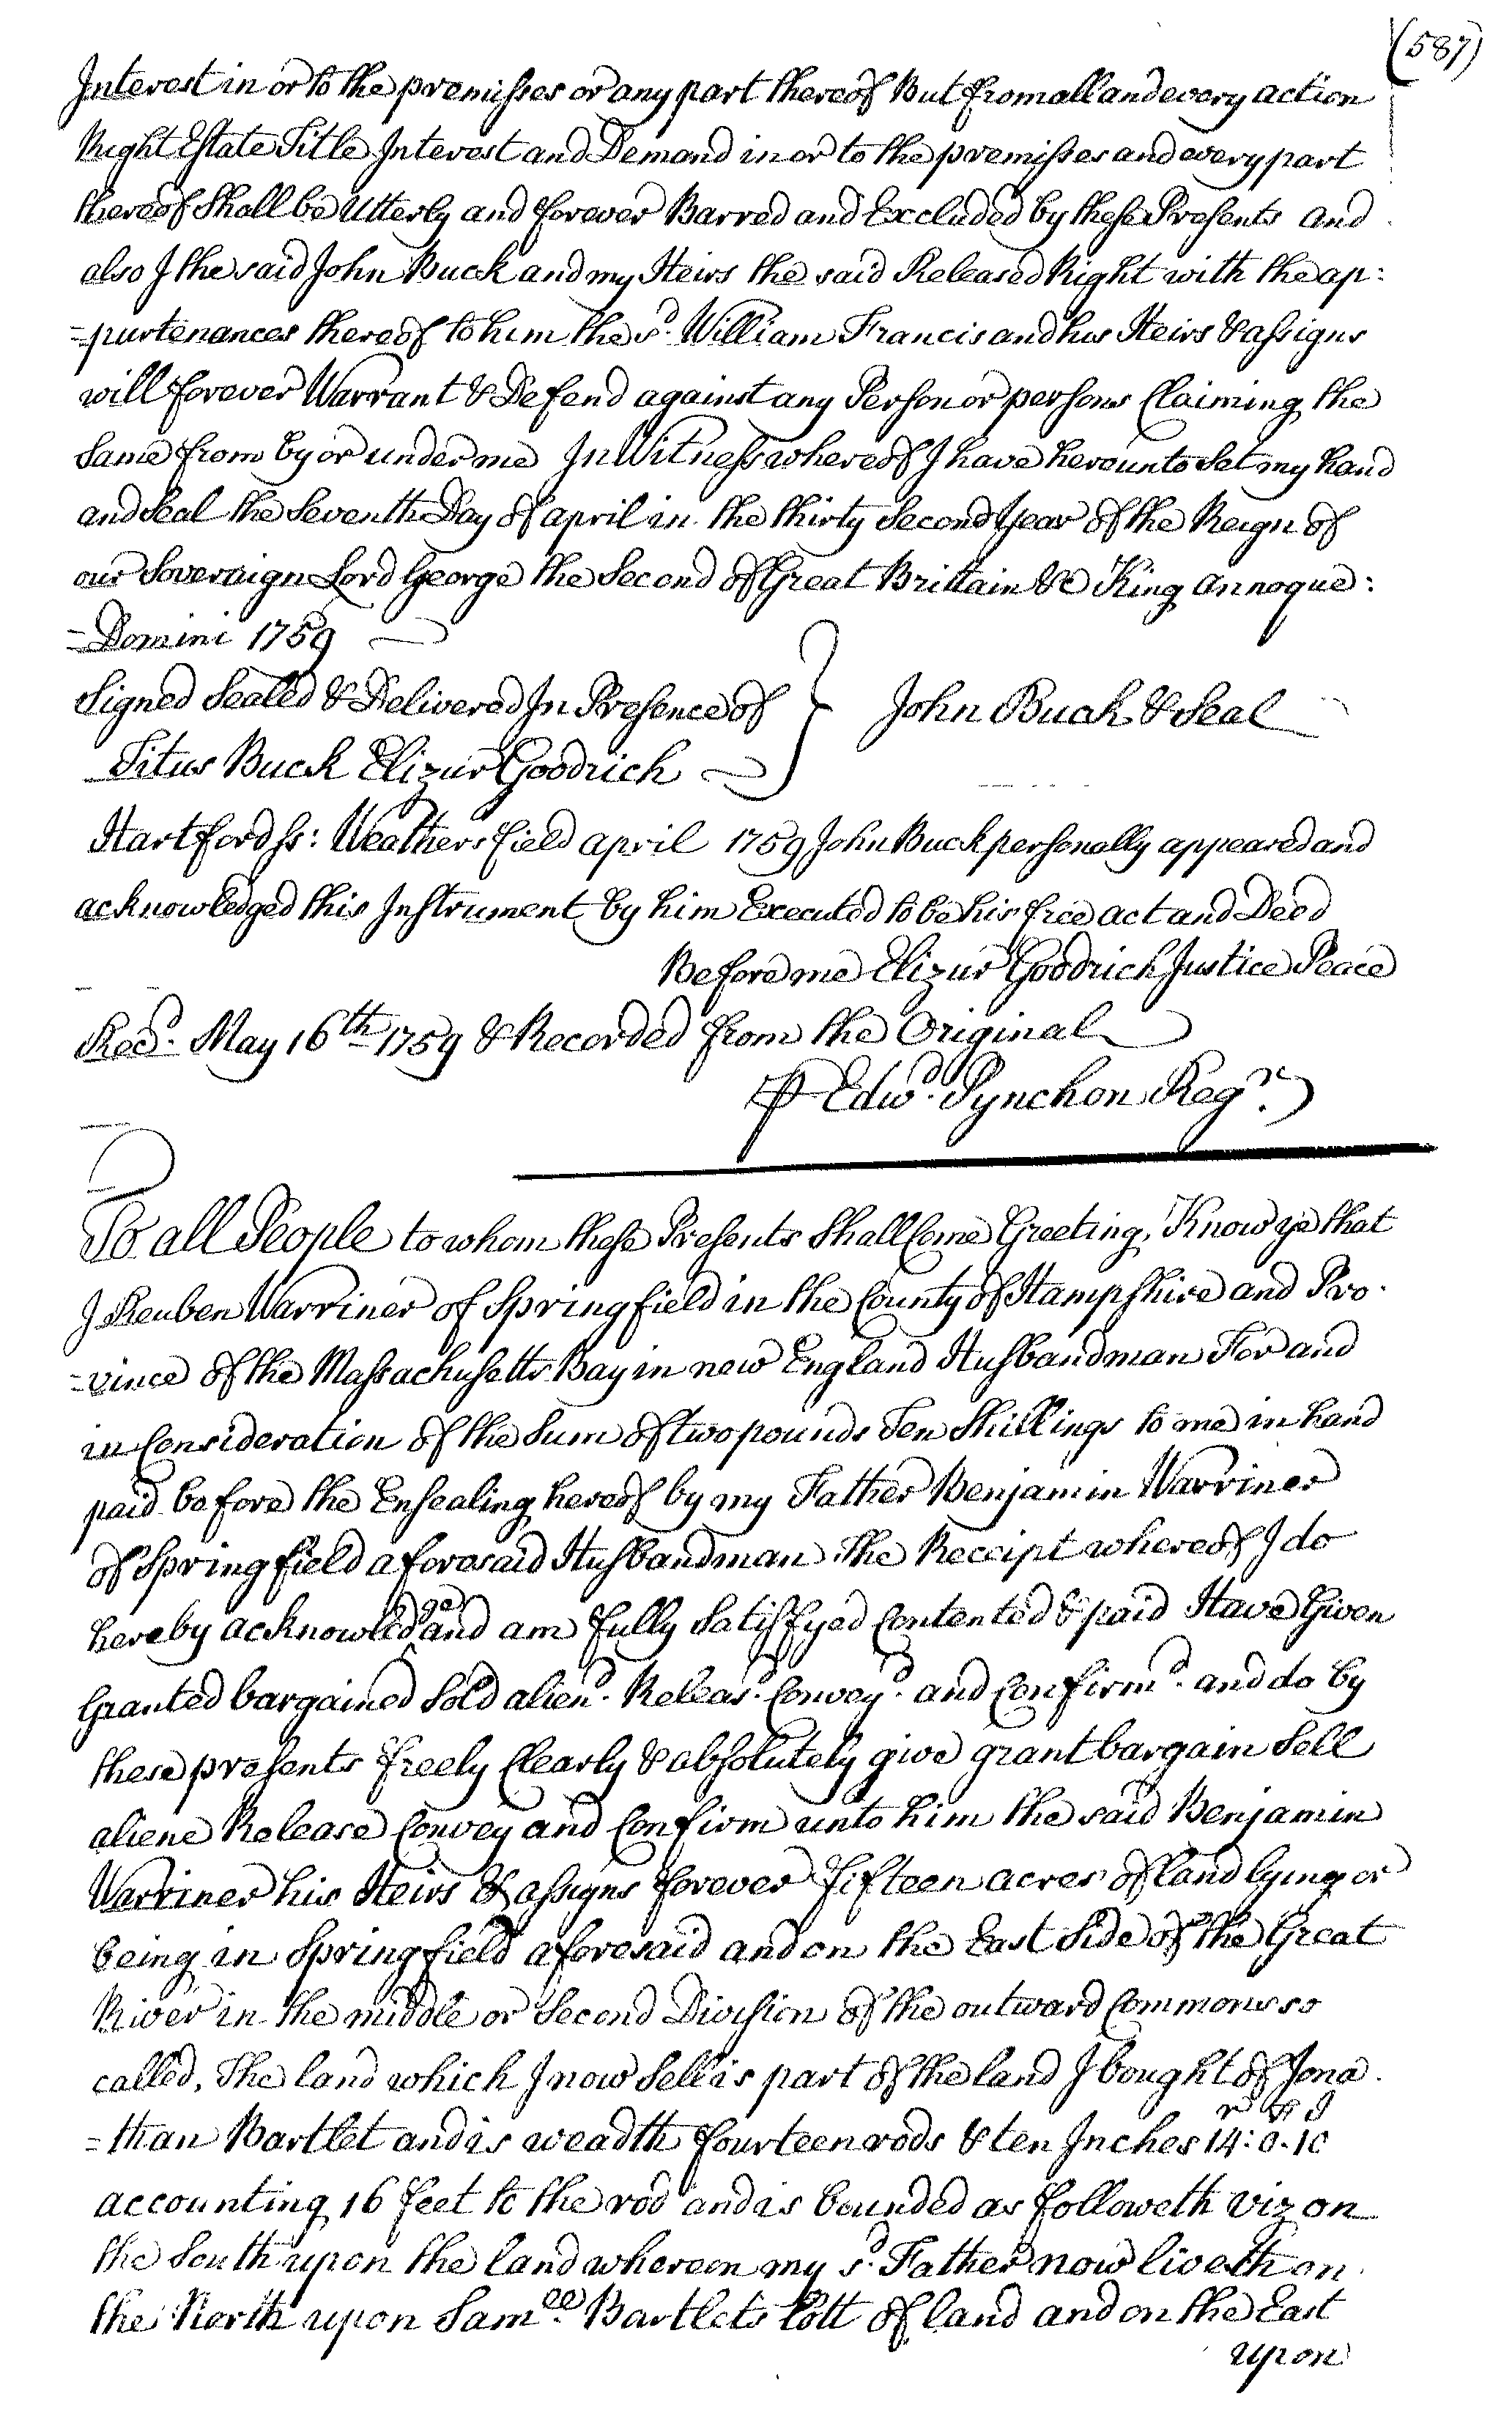 (587)
Interest in or to the premisses or any part thereof But from all and every action
Right Estate Title Interest and Demand in or to the premisses and every part
thereof Shall be Utterly and forever Barred and Excluded by these Presents and
also I the said John Buck and my Heirs the said Released Right with the ap:
=purtenances thereof to him the sd. William Francis and his Heirs & assigns
will forever Warrant & Defend against any Person or persons Claiming the
Same from by or under me In Witness whereof I have hereunto Set my hand
and Seal the Seventh Day of april in the thirty Second Year of the Reign of
our Soveraign Lord George the Second of Great Brittain &c King annoque:
=Domini 1759
Signed Sealed & Delivered In Presence of } John Buck & Seal
Titus Buck Elizur Goodrich
Hartford ss: Weathersfield april 1759 John Buck personally appeared and
acknowledged this Instrument by him Executed to be his free act and Deed
Before me Elizur Goodrich Justice Peace
Recd. May 16th 1759 & Recorded from the Original
P Edwd. Pynchon Regr.
To all People to whom these Presents Shall Come Greeting, Know ye that
I Reuben Warriner of Springfield in the County of Hampshire and Pro-
=vince of the Massachusetts Bay in new England Husbandman For and
in Consideration of the Sum of two pounds Ten Shillings to me in hand
paid before the Ensealing hereof by my Father Benjamin Warriner
of Springfield aforesaid Husbandman The Receipt whereof I do
hereby acknowledge and am fully Satisfyed Contented & paid Have Given
Granted bargained Sold aliend. Releasd. Conveyd. and Confirmd. and do by
these presents freely Clearly & absolutely give grant bargain Sell
aliene Release Convey and Confirm unto him the said Benjamin
Warriner his Heirs & assigns forever Fifteen acres of land lying or
being in Springfield aforesaid and on the East Side of the Great
River in the middle or Second Division of the outward Commons so
called, The land which I now Sell is part of the land I bought of Jona-
=than Bartlet and is weadth fourteen rods & ten Inches r f I 14:0.10
accounting 16 feet to the rod and is bounded as followeth Viz on
the South upon the land whereon my sd. Father now liveth on
the North upon Samll. Bartlets Lott of land and on the East
upon